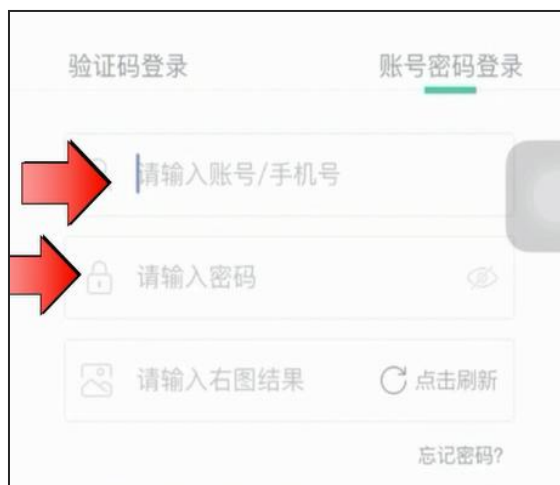 验证码登录 账号密码登录
请输入账号/手机号
请输入密码
请输入右图结果 点击刷新
忘记密码?